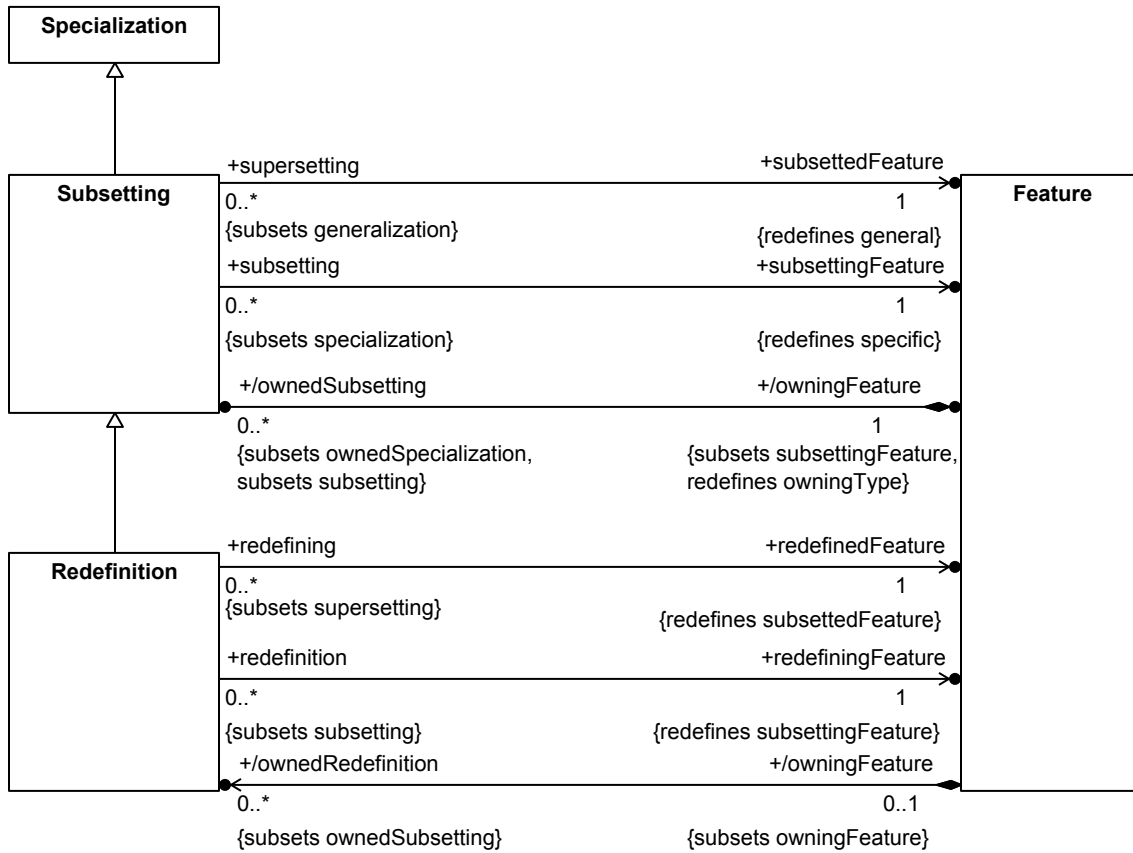 Specialization
+supersetting
+subsettedFeature
Subsetting
Feature
0..*
1
{subsets generalization}
{redefines general}
+subsetting
+subsettingFeature
0..*
1
{subsets specialization}
{redefines specific}
+/ownedSubsetting
+/owningFeature
0..*
1
{subsets ownedSpecialization,
subsets subsetting}
{subsets subsettingFeature,
redefines owningType}
+redefining
+redefinedFeature
Redefinition
0..*
1
{subsets supersetting}
{redefines subsettedFeature}
+redefinition
+redefiningFeature
0..*
1
{subsets subsetting}
{redefines subsettingFeature}
+/ownedRedefinition
+/owningFeature
0..*
0..1
{subsets ownedSubsetting}
{subsets owningFeature}